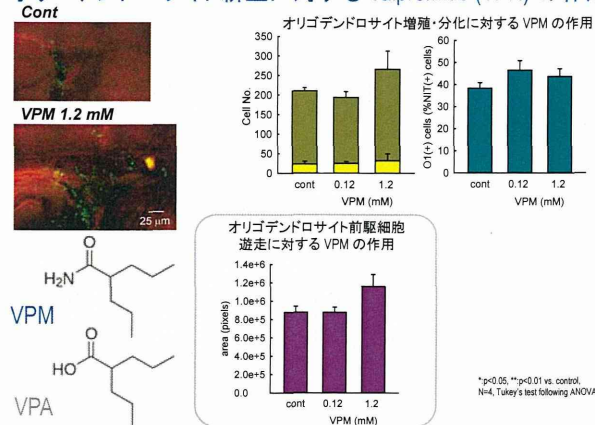 Cont
VPM 1.2 mM
25 μm
オリゴデンドロサイト増殖・分化に対する VPM の作用
350
300
250
200
150
100
50
0
Cell No.
cont
0.12
1.2
VPM (mM)
60
50
40
30
20
10
0
O1(+) cells (%NIT(+) cells)
cont
0.12
1.2
VPM (mM)
オリゴデンドロサイト前駆細胞
遊走に対する VPM の作用
1.4e+6
1.2e+6
1.0e+6
8.0e+5
6.0e+5
4.0e+5
2.0e+5
0.0
area (pixels)
cont
0.12
1.2
VPM (mM)
O
H₂N
VPM
O
HO
VPA
*:p<0.05, **:p<0.01 vs. control,
N=4, Tukey's test following ANOVA